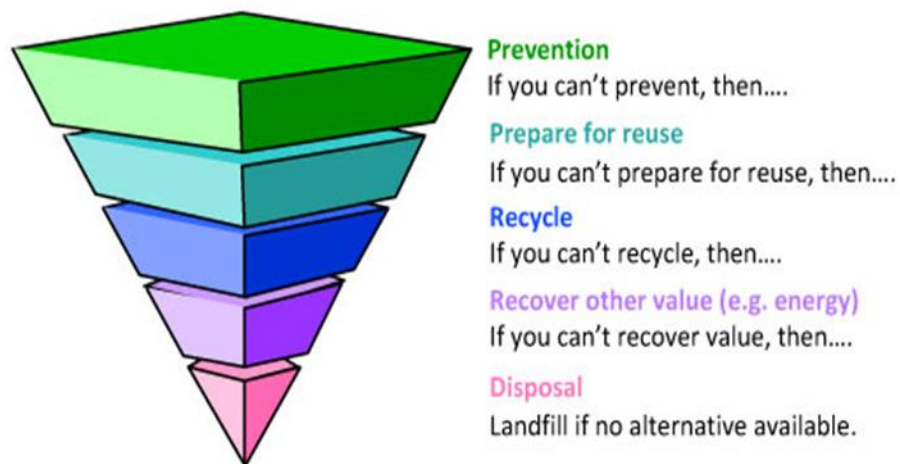 Prevention
If you can’t prevent, then....
Prepare for reuse
If you can’t prepare for reuse, then....
Recycle
If you can’t recycle, then....
Recover other value (e.g. energy)
If you can’t recover value, then....
Disposal
Landfill if no alternative available.